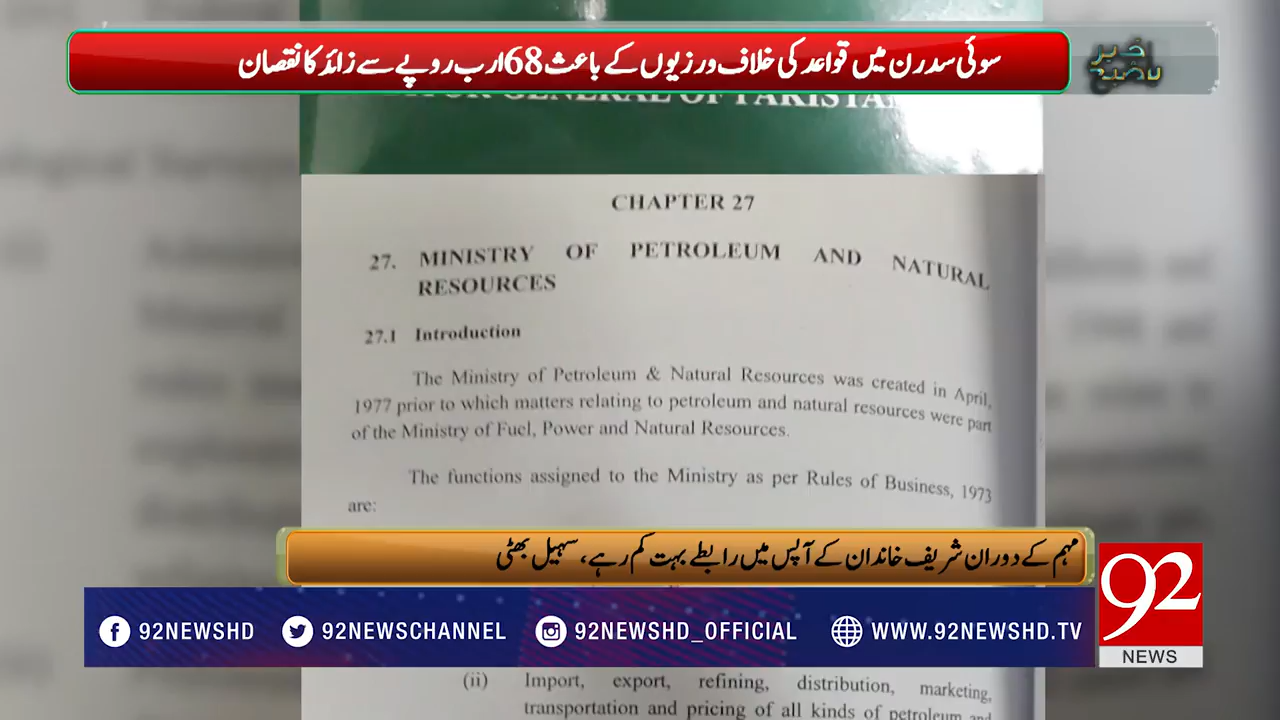 سوئی سدرن میں قواعد کی خلاف ورزیوں کے باعث 68 ارب روپے سے زائد کا نقصان
GENERAL OF PAKISTAN
CHAPTER 27
27. MINISTRY OF PETROLEUM AND NATURAL
RESOURCES
27.1 Introduction
The Ministry of Petroleum & Natural Resources was created in April,
1977 prior to which matters relating to petroleum and natural resources were part
of the Ministry of Fuel, Power and Natural Resources.
The functions assigned to the Ministry as per Rules of Business, 1973
are:
مہم کے دوران شریف خاندان کے آپس میں رابطے بہت کم رہے، سہیل بھٹی
92NEWSHD 92NEWSCHANNEL 92NEWSHD_OFFICIAL WWW.92NEWSHD.TV
92
NEWS
(ii) Import, export, refining, distribution, marketing,
transportation and pricing of all kinds of petroleum and